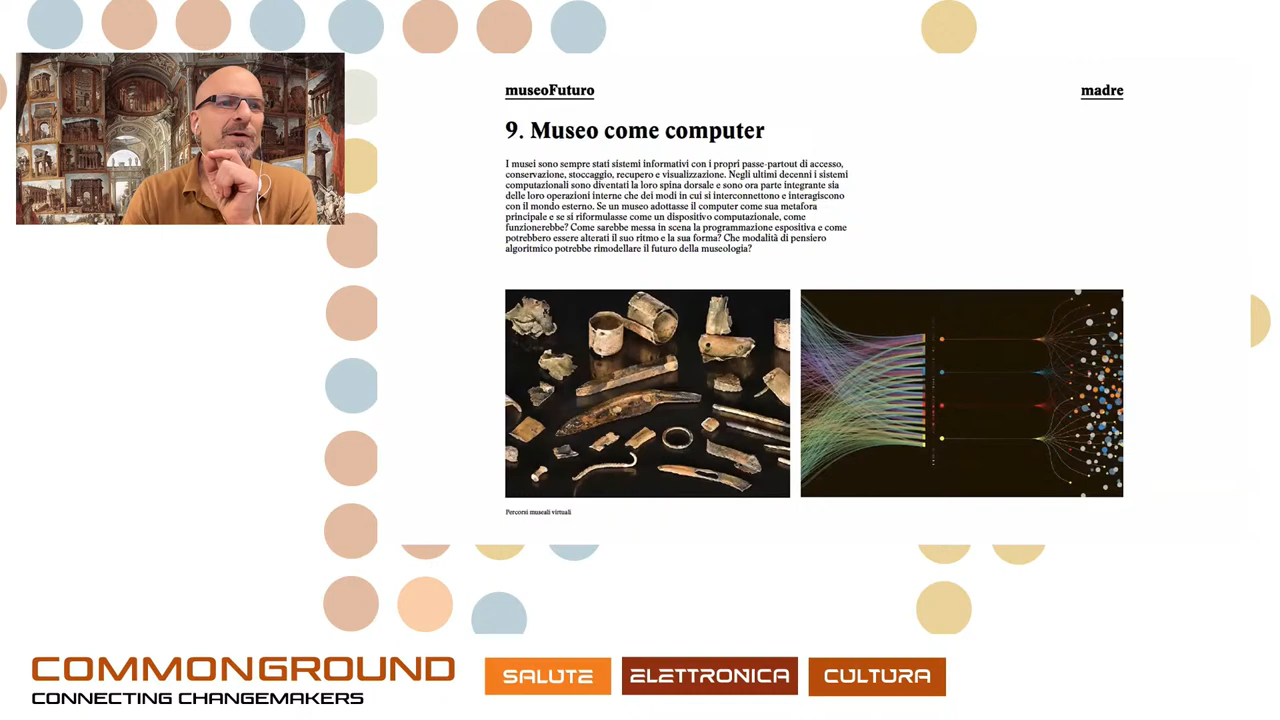 museoFuturo
madre
9. Museo come computer
I musei sono sempre stati sistemi informativi con i propri passe-partout di accesso,
conservazione, stoccaggio, recupero e visualizzazione. Negli ultimi decenni i sistemi
computazionali sono diventati la loro spina dorsale e sono ora parte integrante sia
delle loro operazioni interne che dei modi in cui si interconnettono e interagiscono
con il mondo esterno. Se un museo adottasse il computer come sua metafora
principale e se si riformulasse come un dispositivo computazionale, come
funzionerebbe? Come sarebbe messa in scena la programmazione espositiva e come
potrebbero essere alterati il suo ritmo e la sua forma? Che modalità di pensiero
algoritmico potrebbe rimodellare il futuro della museologia?
Percorsi museali virtuali
COMMONGROUND
CONNECTING CHANGEMAKERS
SALUTE
ELETTRONICA
CULTURA